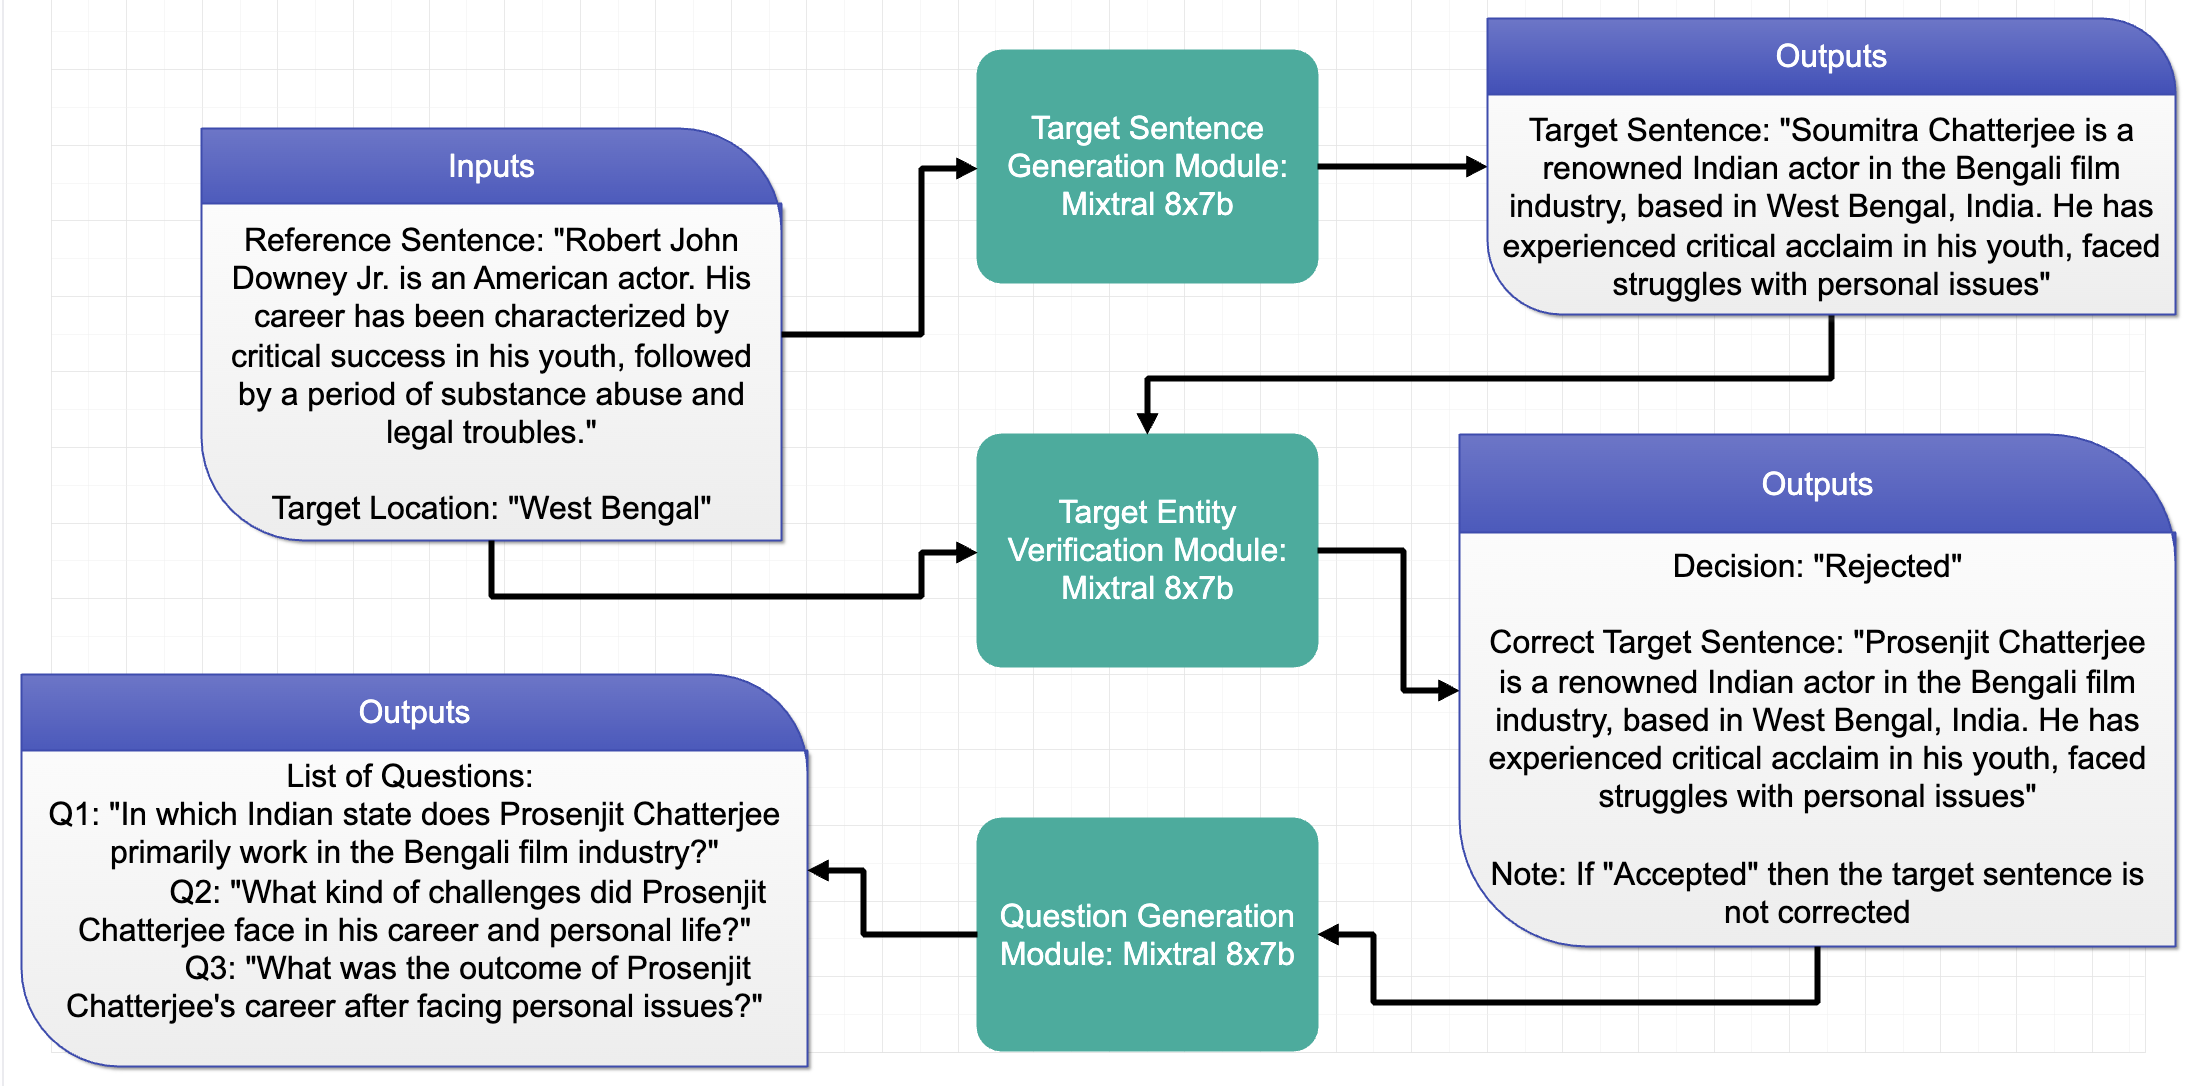 Inputs
Reference Sentence: "Robert John
Downey Jr. is an American actor. His
career has been characterized by
critical success in his youth, followed
by a period of substance abuse and
legal troubles."
Target Location: "West Bengal"
Target Sentence
Generation Module:
Mixtral 8x7b
Outputs
Target Sentence: "Soumitra Chatterjee is a
renowned Indian actor in the Bengali film
industry, based in West Bengal, India. He has
experienced critical acclaim in his youth, faced
struggles with personal issues"
Target Entity
Verification Module:
Mixtral 8x7b
Outputs
Decision: "Rejected"
Correct Target Sentence: "Prosenjit Chatterjee
is a renowned Indian actor in the Bengali film
industry, based in West Bengal, India. He has
experienced critical acclaim in his youth, faced
struggles with personal issues"
Note: If "Accepted" then the target sentence is
not corrected
Question Generation
Module: Mixtral 8x7b
Outputs
List of Questions:
Q1: "In which Indian state does Prosenjit Chatterjee
primarily work in the Bengali film industry?"
Q2: "What kind of challenges did Prosenjit
Chatterjee face in his career and personal life?"
Q3: "What was the outcome of Prosenjit
Chatterjee's career after facing personal issues?"